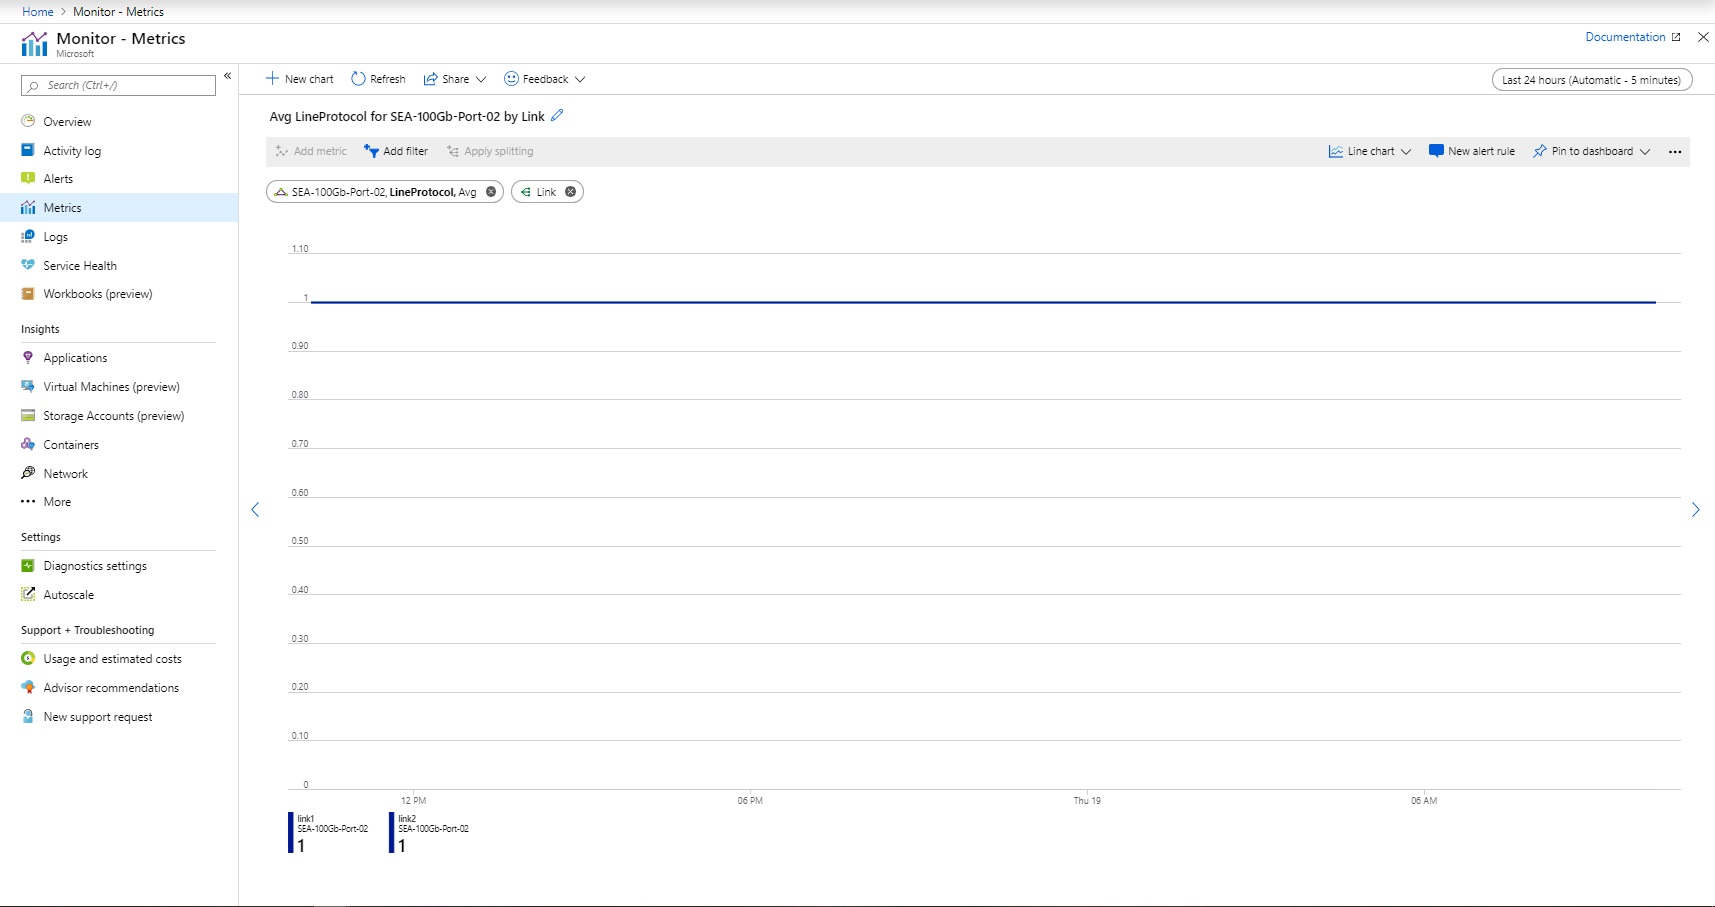 Home > Monitor - Metrics
Monitor - Metrics
Microsoft
Documentation
Search (Ctrl+/)
«
Overview
Activity log
Alerts
Metrics
Logs
Service Health
Workbooks (preview)
Insights
Applications
Virtual Machines (preview)
Storage Accounts (preview)
Containers
Network
More
Settings
Diagnostics settings
Autoscale
Support + Troubleshooting
Usage and estimated costs
Advisor recommendations
New support request
New chart Refresh Share Feedback
Last 24 hours (Automatic - 5 minutes)
Avg LineProtocol for SEA-100Gb-Port-02 by Link
Add metric Add filter Apply splitting
Line chart New alert rule Pin to dashboard
SEA-100Gb-Port-02, LineProtocol, Avg Link
1.10
1
0.90
0.80
0.70
0.60
0.50
0.40
0.30
0.20
0.10
0
12 PM 06 PM Thu 19 06 AM
link1
SEA-100Gb-Port-02
1
link2
SEA-100Gb-Port-02
1